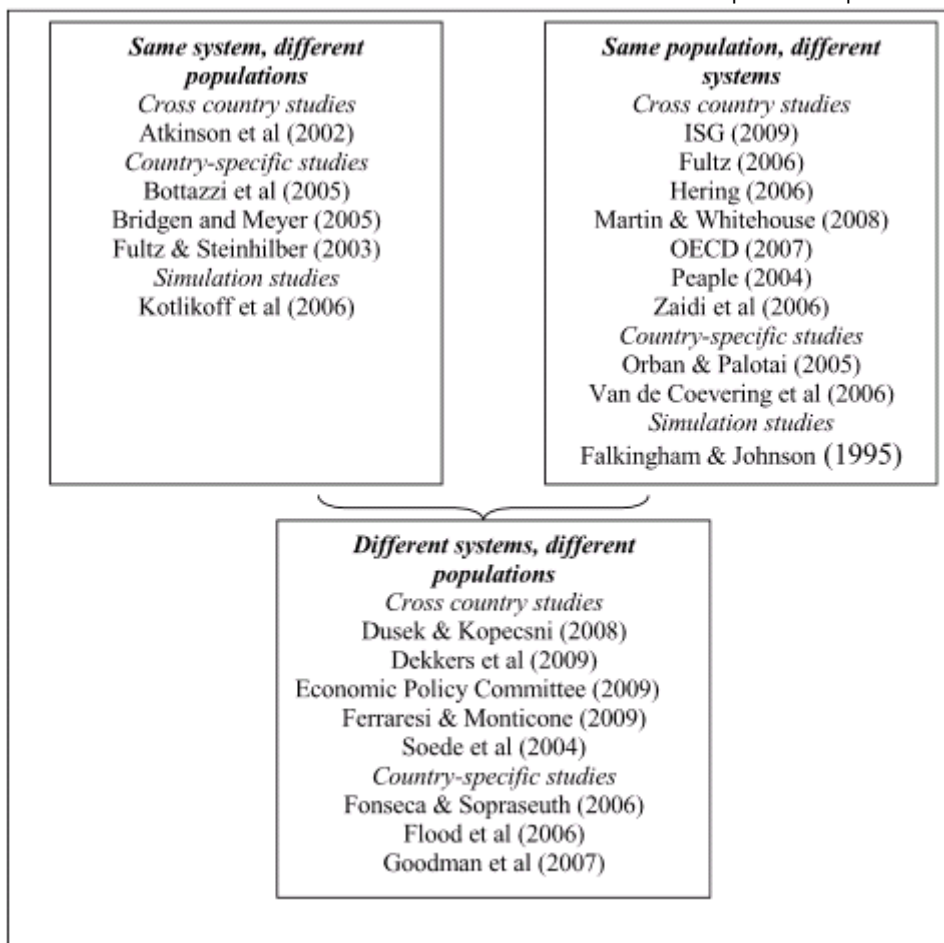 Same system, different
populations
Cross country studies
Atkinson et al (2002)
Country-specific studies
Bottazzi et al (2005)
Bridgen and Meyer (2005)
Fultz & Steinhilber (2003)
Simulation studies
Kotlikoff et al (2006)
Same population, different
systems
Cross country studies
ISG (2009)
Fultz (2006)
Hering (2006)
Martin & Whitehouse (2008)
OECD (2007)
Peaple (2004)
Zaidi et al (2006)
Country-specific studies
Orban & Palotai (2005)
Van de Coevering et al (2006)
Simulation studies
Falkingham & Johnson (1995)
Different systems, different
populations
Cross country studies
Dusek & Kopecsni (2008)
Dekkers et al (2009)
Economic Policy Committee (2009)
Ferraresi & Monticone (2009)
Soede et al (2004)
Country-specific studies
Fonseca & Sopraseuth (2006)
Flood et al (2006)
Goodman et al (2007)